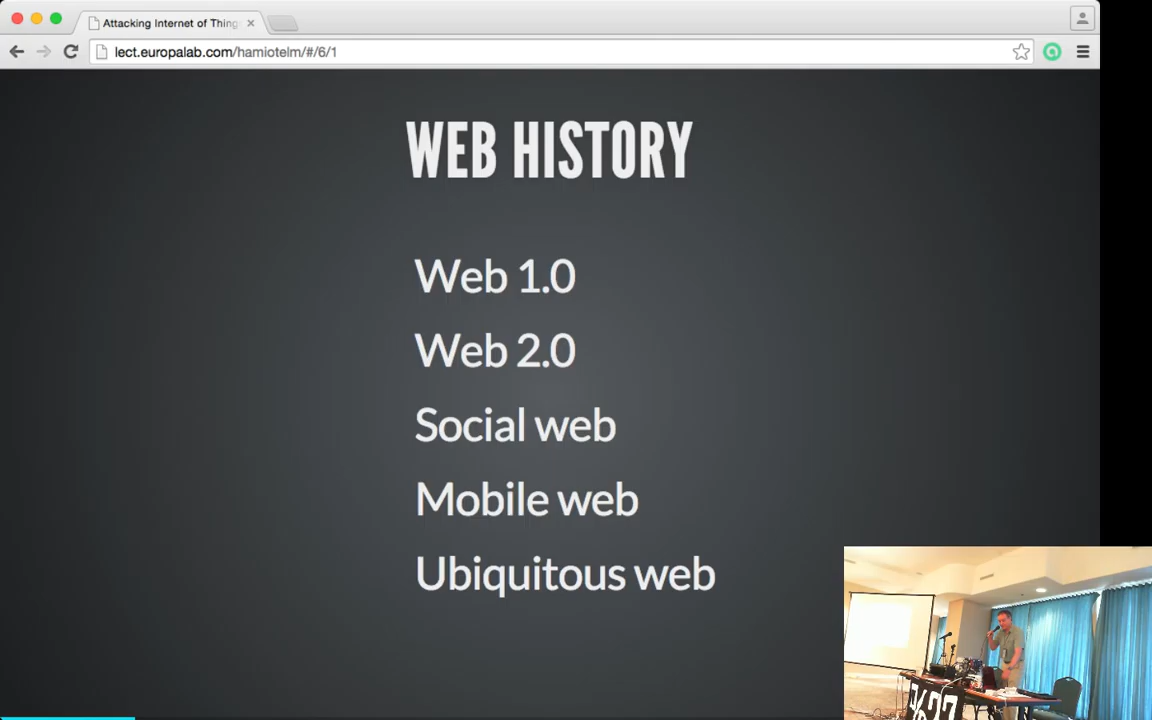 Attacking Internet of Thing
lect.europalab.com/hamiotelm/#/6/1
WEB HISTORY
Web 1.0
Web 2.0
Social web
Mobile web
Ubiquitous web